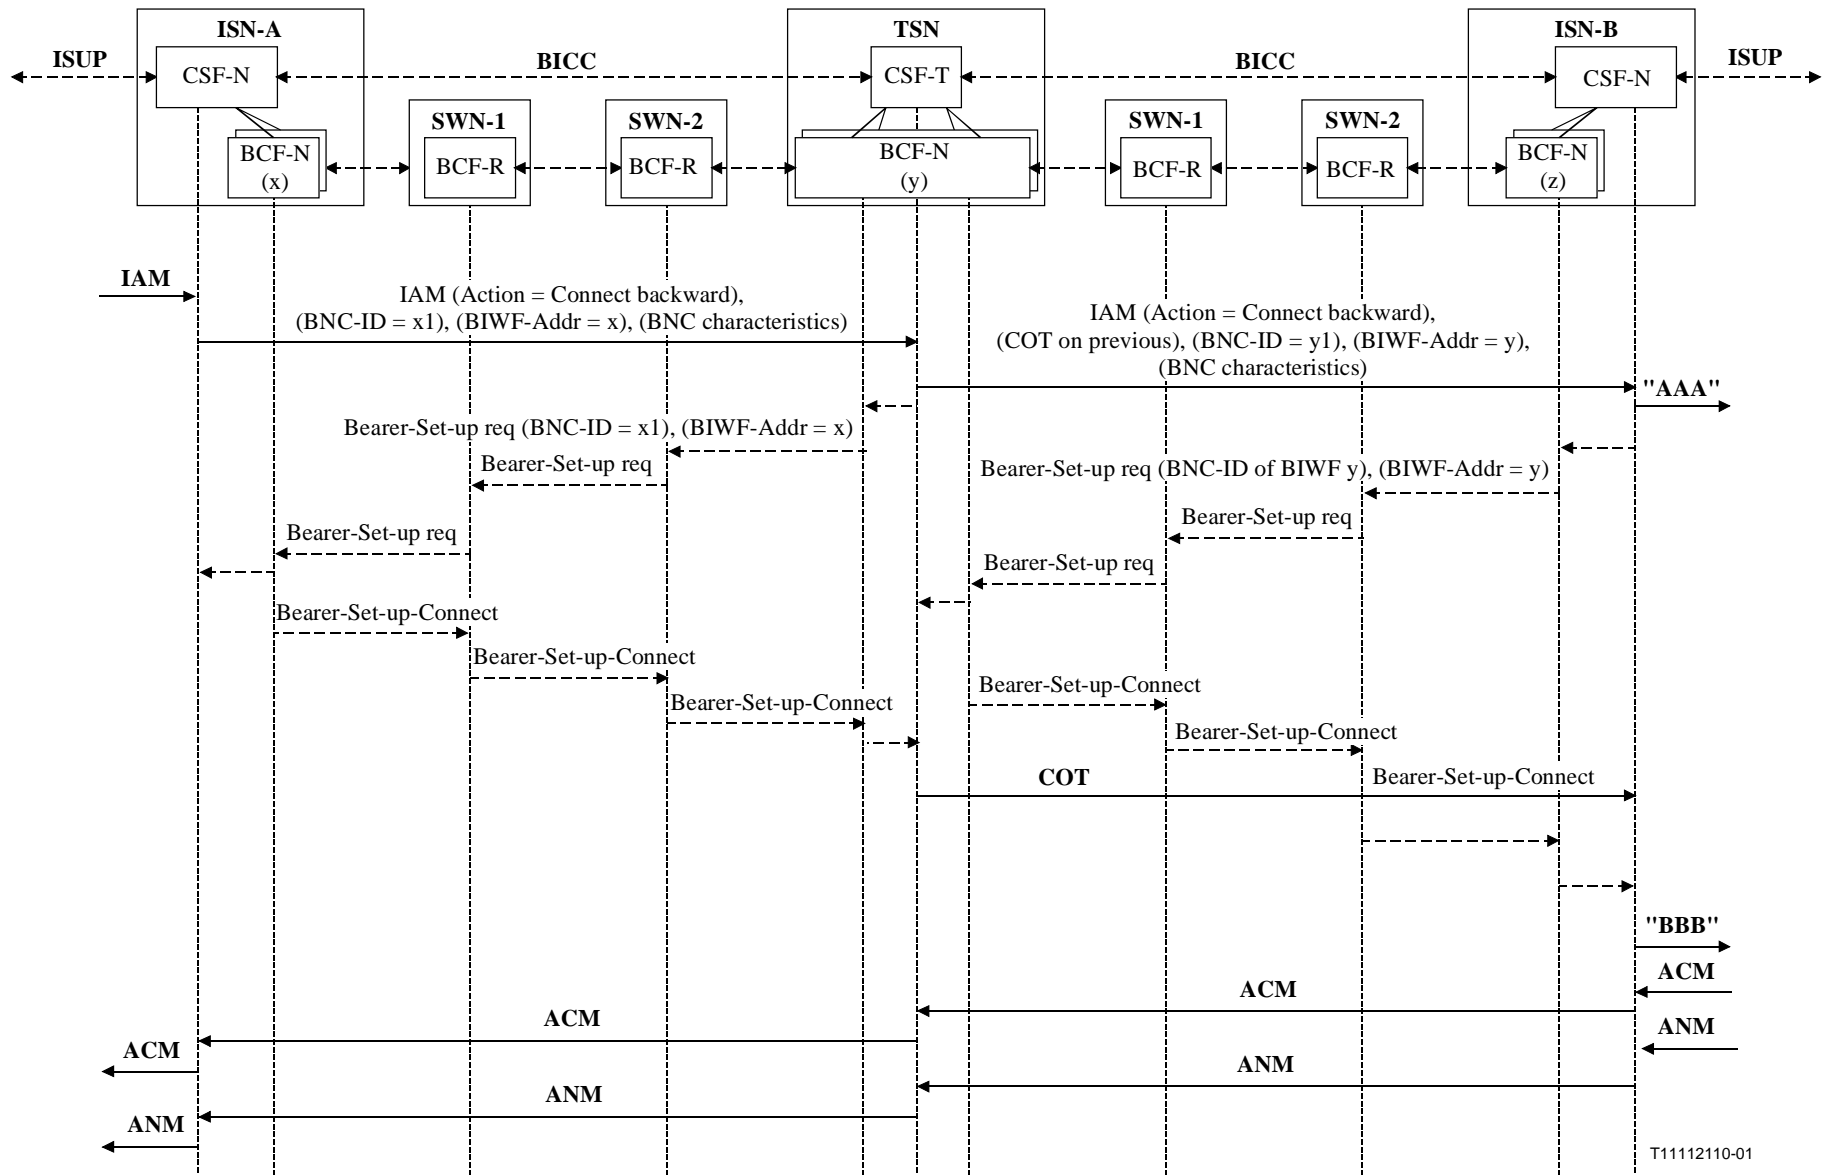 ISN-A
TSN
ISN-B
ISUP
BICC
BICC
ISUP
CSF-N
CSF-T
CSF-N
SWN-1
SWN-2
SWN-1
SWN-2
BCF-N
(x)
BCF-R
BCF-R
BCF-N
(y)
BCF-R
BCF-R
BCF-N
(z)
IAM
IAM (Action = Connect backward),
(BNC-ID = x1), (BIWF-Addr = x), (BNC characteristics)
IAM (Action = Connect backward),
(COT on previous), (BNC-ID = y1), (BIWF-Addr = y),
(BNC characteristics)
"AAA"
Bearer-Set-up req (BNC-ID = x1), (BIWF-Addr = x)
Bearer-Set-up req
Bearer-Set-up req (BNC-ID of BIWF y), (BIWF-Addr = y)
Bearer-Set-up req
Bearer-Set-up req
Bearer-Set-up req
Bearer-Set-up-Connect
Bearer-Set-up-Connect
Bearer-Set-up-Connect
Bearer-Set-up-Connect
Bearer-Set-up-Connect
COT
Bearer-Set-up-Connect
"BBB"
ACM
ACM
ACM
ANM
ACM
ANM
ANM
ANM
T11112110-01